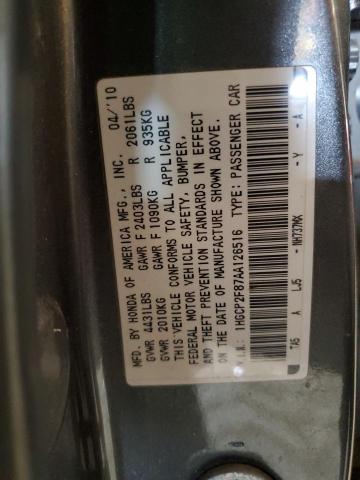 MFD. BY HONDA OF AMERICA MFG., INC. 04/'10
GVWR 4431LBS GAWR F 2403LBS R 2061LBS
GVWR 2010KG GAWR F 1090KG R 935KG
THIS VEHICLE CONFORMS TO ALL APPLICABLE
FEDERAL MOTOR VEHICLE SAFETY, BUMPER,
AND THEFT PREVENTION STANDARDS IN EFFECT
ON THE DATE OF MANUFACTURE SHOWN ABOVE.
V.I.N.: 1HGCP2F87AA126516 TYPE: PASSENGER CAR
TA5 A LJ5 - NH737MX - Y - A